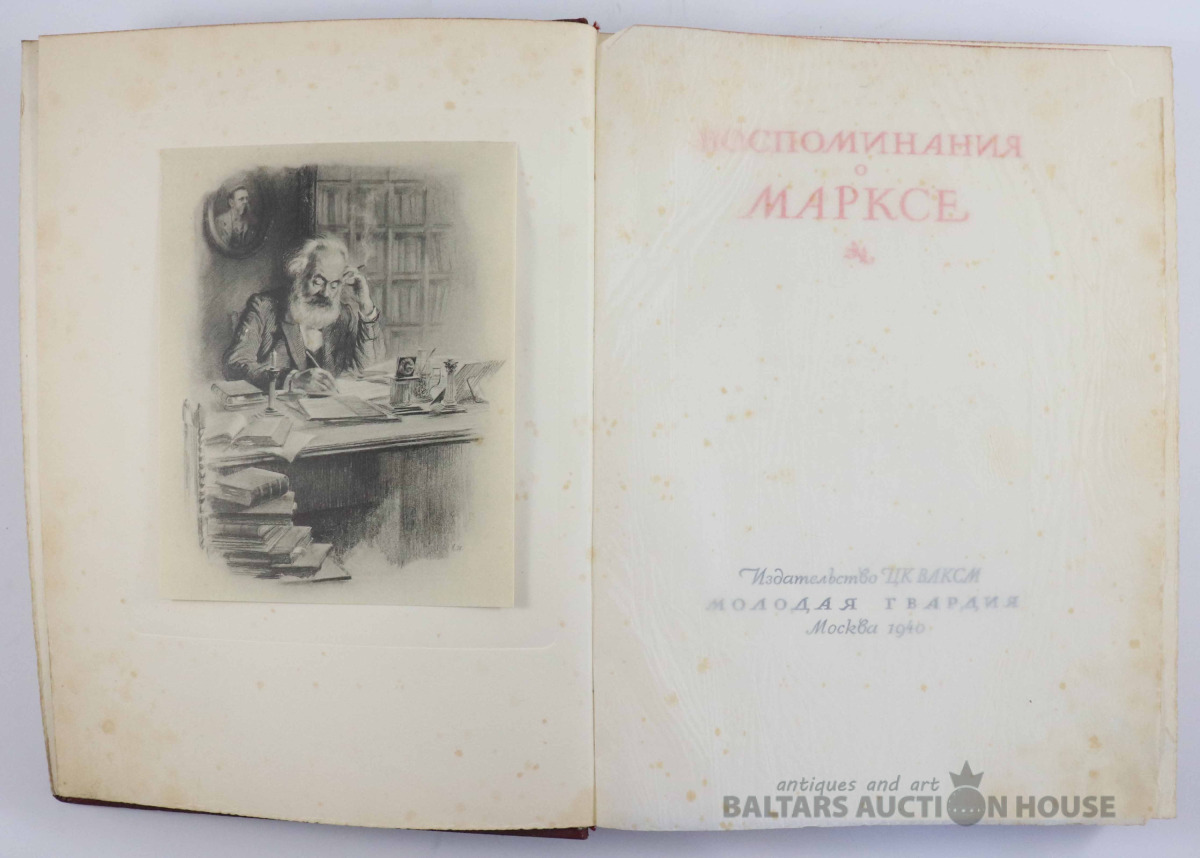 ВОСПОМИНАНИЯ
О
МАРКСЕ
Издательство ЦК ВЛКСМ
МОЛОДАЯ ГВАРДИЯ
Москва 1940
antiques and art
BALTARS AUCTION HOUSE